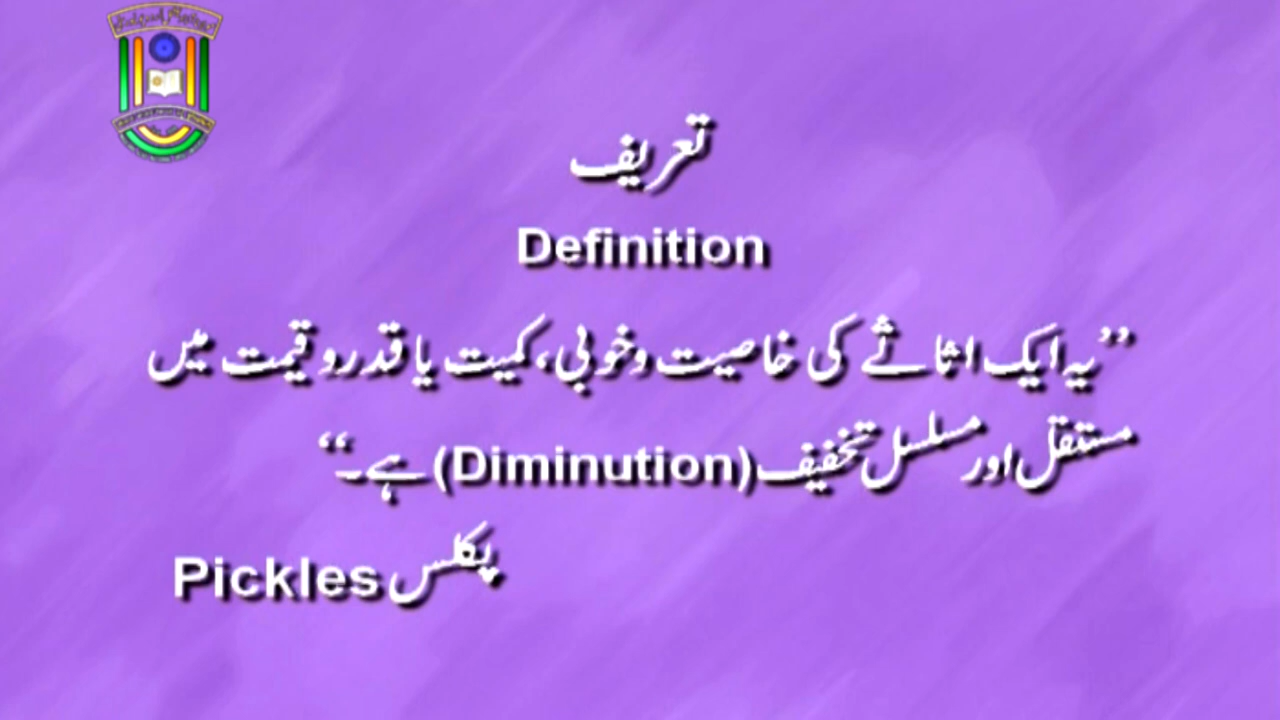 تعریف
Definition
’’یہ ایک اثاثے کی خاصیت وخوبی، کمیت یا قدر و قیمت میں
مستقل اور مسلسل تخفیف (Diminution) ہے۔‘‘
پکلس Pickles